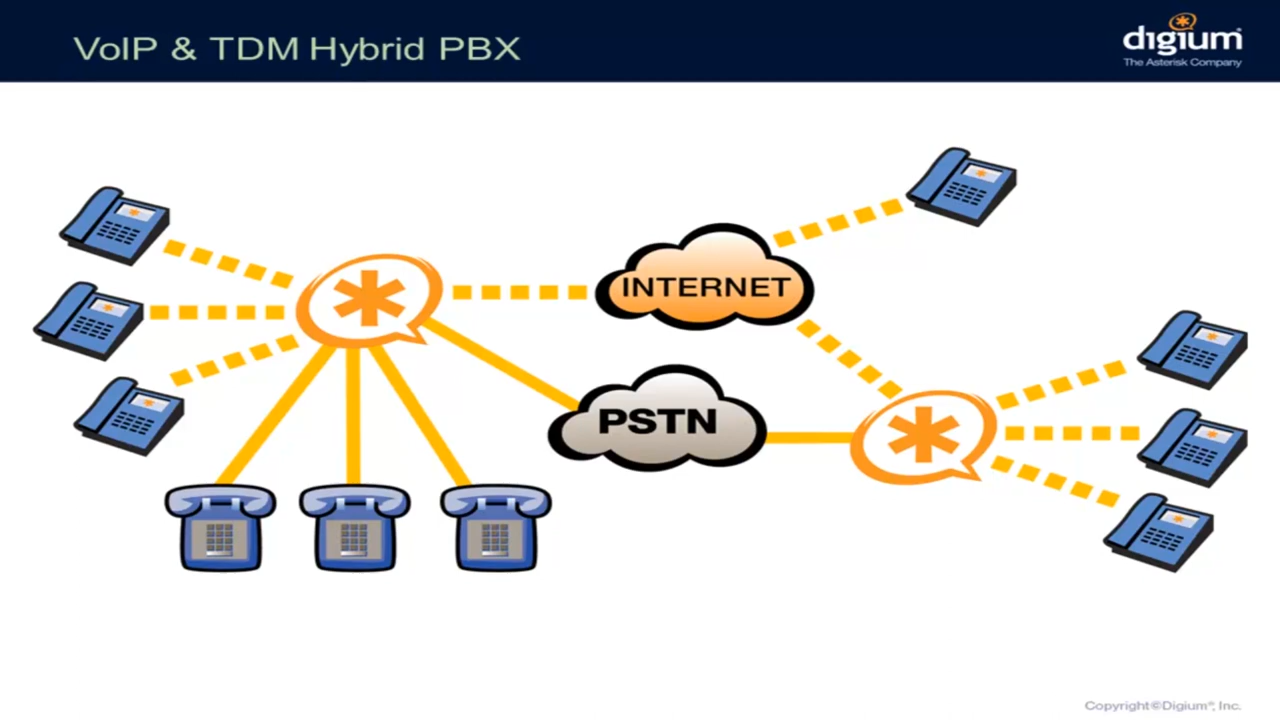 VoIP & TDM Hybrid PBX
digium®
The Asterisk Company
INTERNET
PSTN
Copyright©Digium®, Inc.